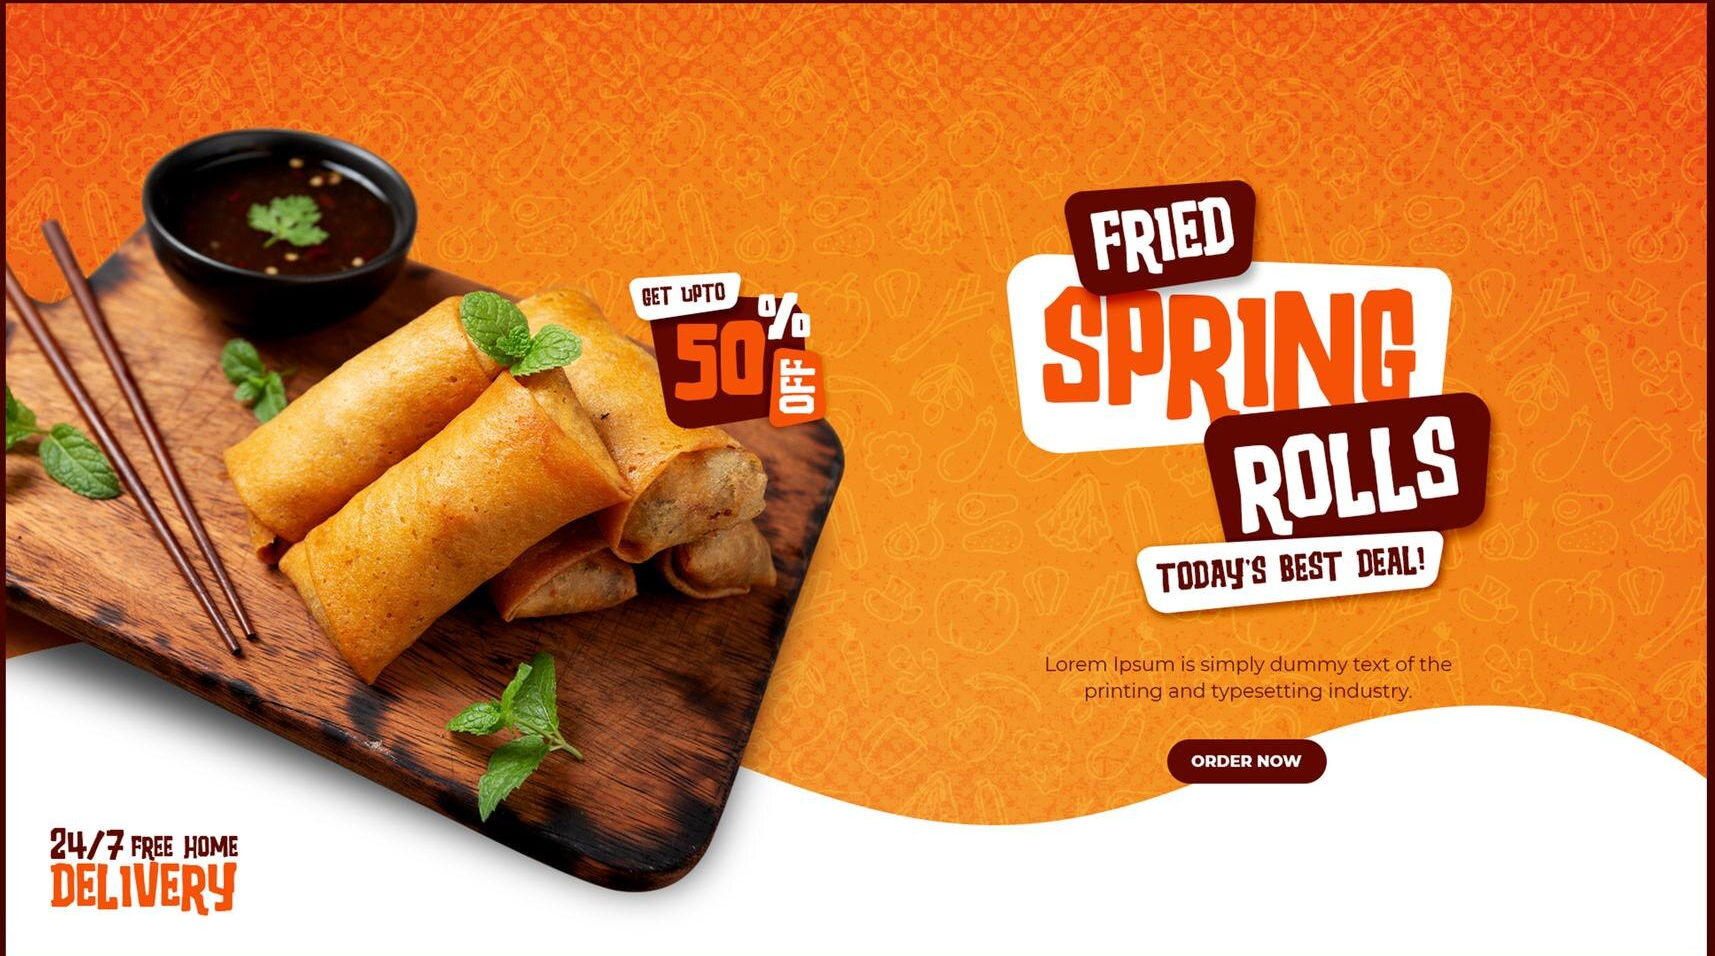 GET UPTO
50%
OFF
FRIED
SPRING
ROLLS
TODAY'S BEST DEAL!
Lorem Ipsum is simply dummy text of the
printing and typesetting industry.
ORDER NOW
24/7 FREE HOME
DELIVERY